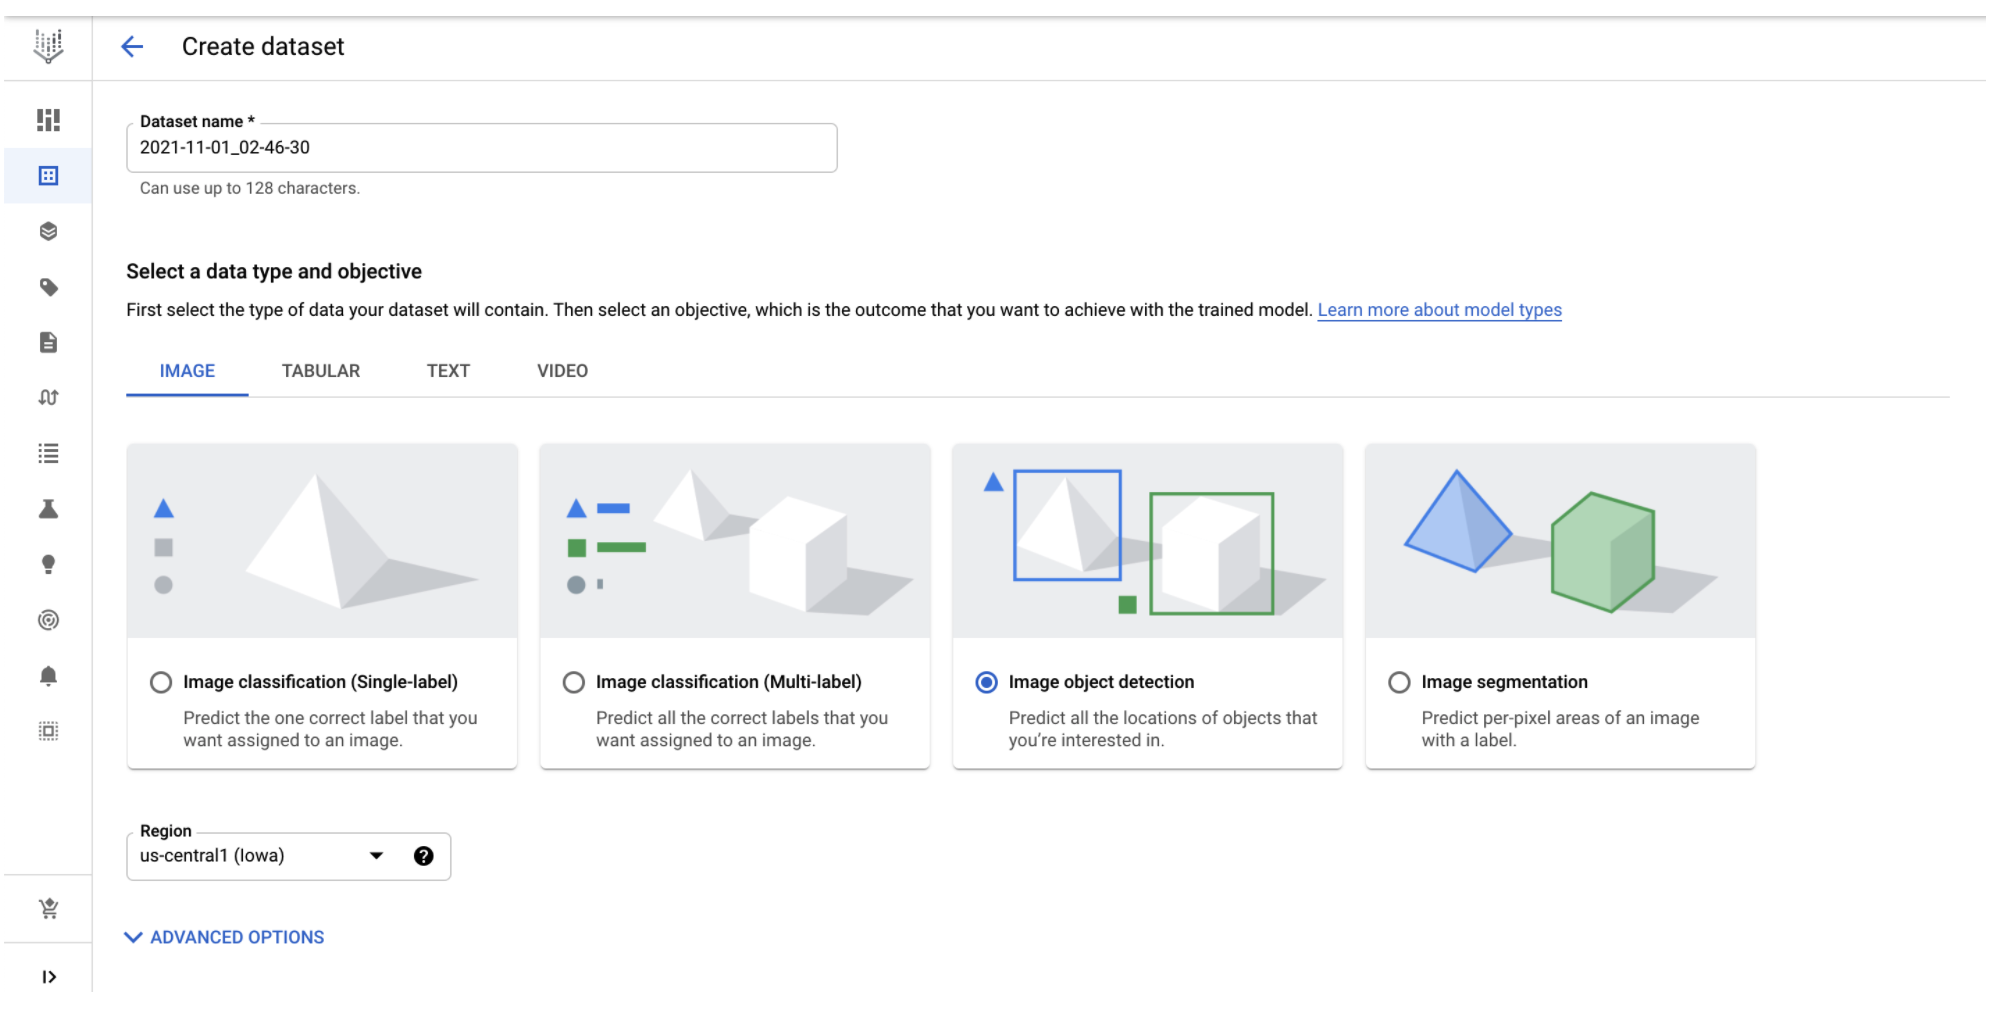 Create dataset
Dataset name *
2021-11-01_02-46-30
Can use up to 128 characters.
Select a data type and objective
First select the type of data your dataset will contain. Then select an objective, which is the outcome that you want to achieve with the trained model. Learn more about model types
IMAGE TABULAR TEXT VIDEO
Image classification (Single-label)
Predict the one correct label that you
want assigned to an image.
Image classification (Multi-label)
Predict all the correct labels that you
want assigned to an image.
Image object detection
Predict all the locations of objects that
you’re interested in.
Image segmentation
Predict per-pixel areas of an image
with a label.
Region
us-central1 (Iowa)
ADVANCED OPTIONS